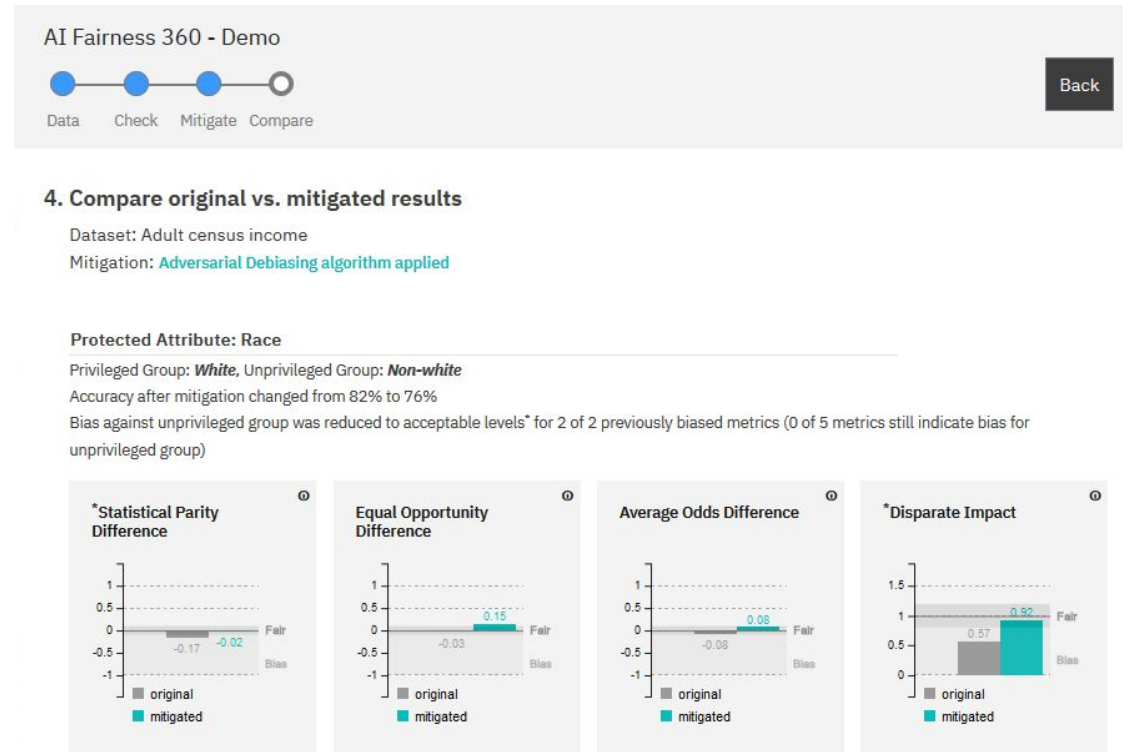 AI Fairness 360 - Demo
Back
Data Check Mitigate Compare
4. Compare original vs. mitigated results
Dataset: Adult census income
Mitigation: Adversarial Debiasing algorithm applied
Protected Attribute: Race
Privileged Group: White, Unprivileged Group: Non-white
Accuracy after mitigation changed from 82% to 76%
Bias against unprivileged group was reduced to acceptable levels* for 2 of 2 previously biased metrics (0 of 5 metrics still indicate bias for
unprivileged group)
*Statistical Parity
Difference
1
0.5
0
-0.5
-1
-0.17
-0.02
Fair
Bias
original
mitigated
Equal Opportunity
Difference
1
0.5
0
-0.5
-1
-0.03
0.15
Fair
Bias
original
mitigated
Average Odds Difference
1
0.5
0
-0.5
-1
-0.08
0.08
Fair
Bias
original
mitigated
*Disparate Impact
1.5
1
0.5
0
0.57
0.92
Fair
Bias
original
mitigated